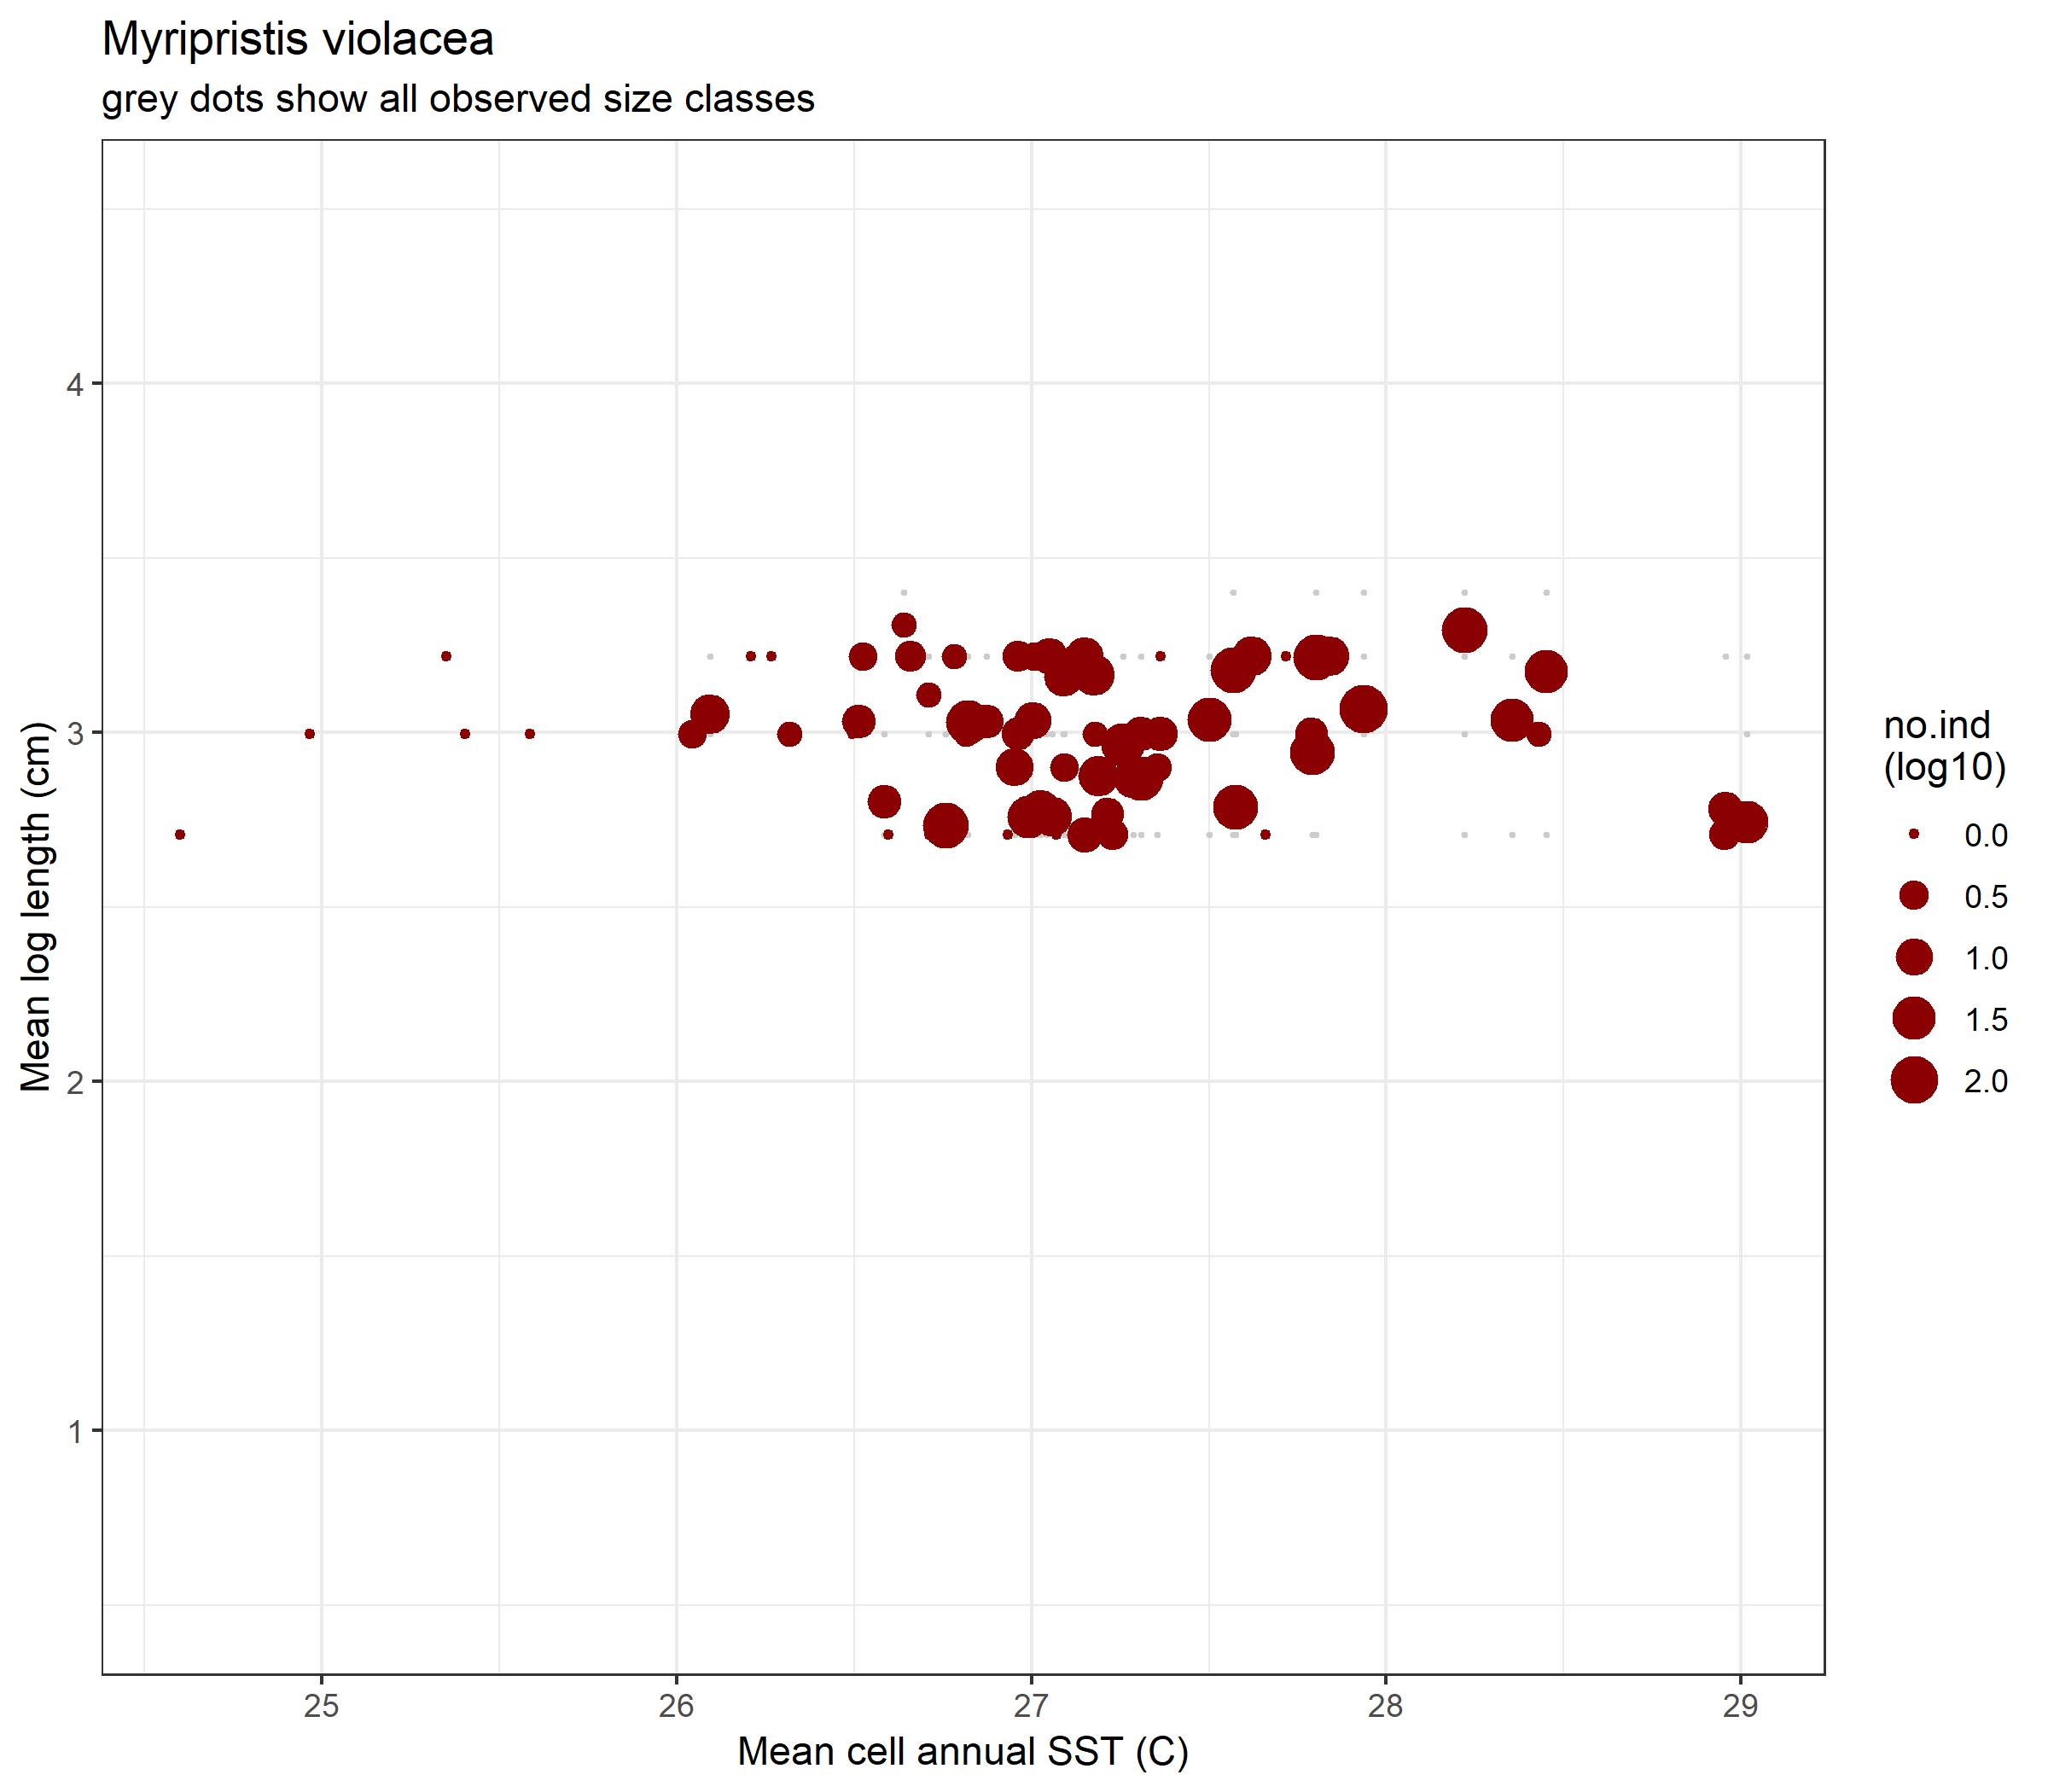 Myripristis violacea
grey dots show all observed size classes
Mean log length (cm)
4
3
2
1
25
26
27
28
29
Mean cell annual SST (C)
no.ind
(log10)
0.0
0.5
1.0
1.5
2.0